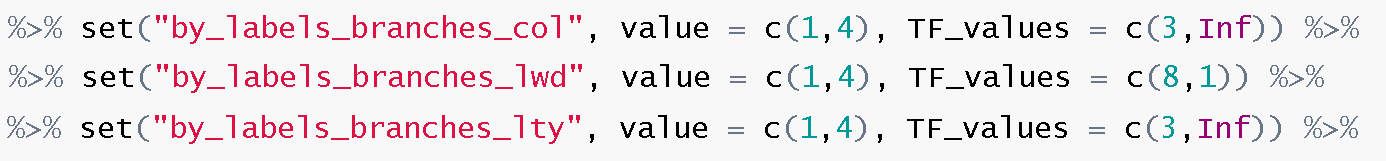 %>% set("by_labels_branches_col", value = c(1,4), TF_values = c(3,Inf)) %>%
%>% set("by_labels_branches_lwd", value = c(1,4), TF_values = c(8,1)) %>%
%>% set("by_labels_branches_lty", value = c(1,4), TF_values = c(3,Inf)) %>%